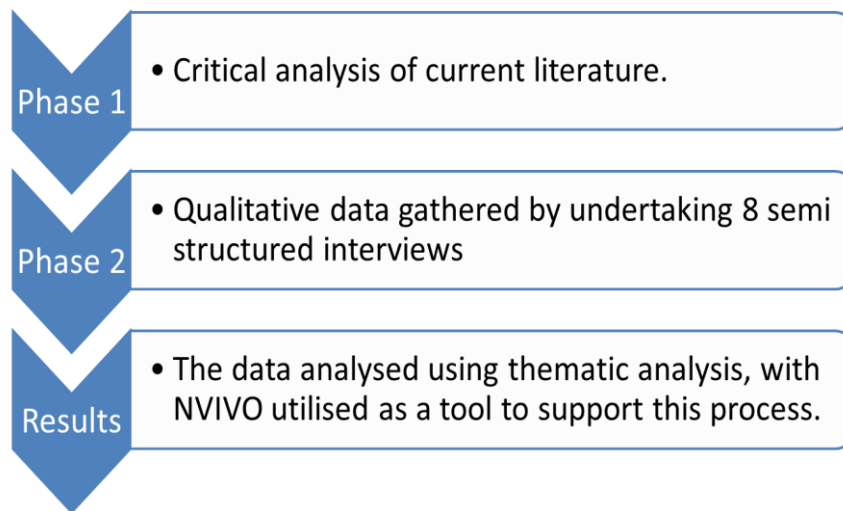 Phase 1
• Critical analysis of current literature.
Phase 2
• Qualitative data gathered by undertaking 8 semi
structured interviews
Results
• The data analysed using thematic analysis, with
NVIVO utilised as a tool to support this process.